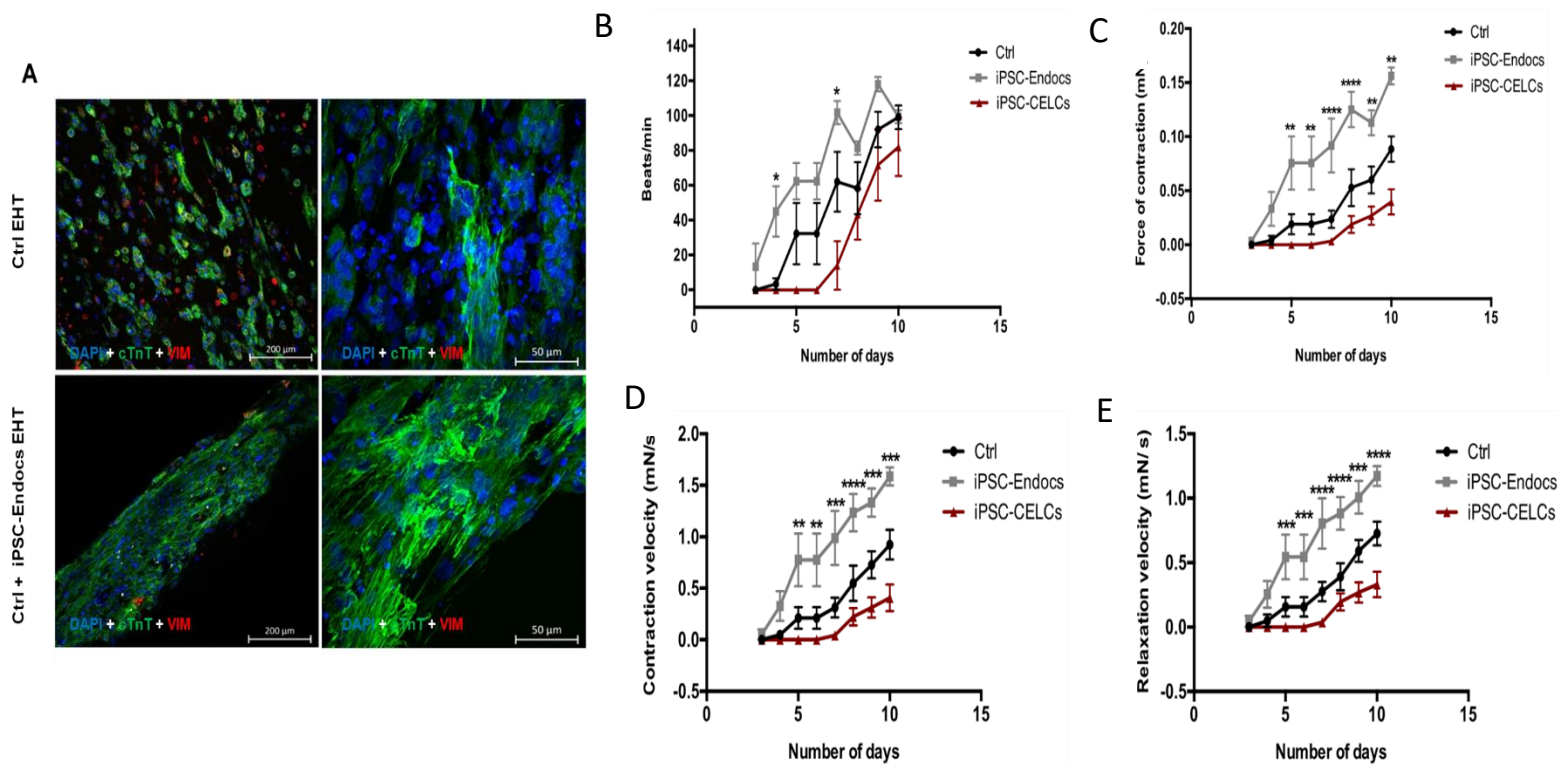 A
Ctrl EHT
DAPI + cTnT + VIM
200 µm
DAPI + cTnT + VIM
50 µm
Ctrl + iPSC-Endocs EHT
DAPI + cTnT + VIM
200 µm
DAPI + cTnT + VIM
50 µm
B
Beats/min
140
120
100
80
60
40
20
0
0
5
10
15
Number of days
Ctrl
iPSC-Endocs
iPSC-CELCs
*
*
C
Force of contraction (mN
0.20
0.15
0.10
0.05
0.00
-0.05
0
5
10
15
Number of days
Ctrl
iPSC-Endocs
iPSC-CELCs
**
**
****
****
**
**
D
Contraction velocity (mN/s)
2.0
1.5
1.0
0.5
0.0
-0.5
0
5
10
15
Number of days
Ctrl
iPSC-Endocs
iPSC-CELCs
**
**
***
****
***
***
E
Relaxation velocity (mN/ s)
1.5
1.0
0.5
0.0
-0.5
0
5
10
15
Number of days
Ctrl
iPSC-Endocs
iPSC-CELCs
***
***
****
****
***
****